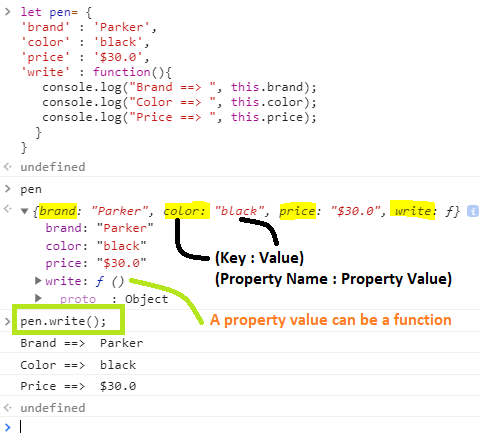 let pen= {
'brand' : 'Parker',
'color' : 'black',
'price' : '$30.0',
'write' : function(){
console.log("Brand ==> ", this.brand);
console.log("Color ==> ", this.color);
console.log("Price ==> ", this.price);
}
}
undefined
pen
{brand: "Parker", color: "black", price: "$30.0", write: ƒ} i
brand: "Parker"
color: "black"
price: "$30.0"
write: ƒ ()
proto : Object
(Key : Value)
(Property Name : Property Value)
A property value can be a function
pen.write();
Brand ==> Parker
Color ==> black
Price ==> $30.0
undefined